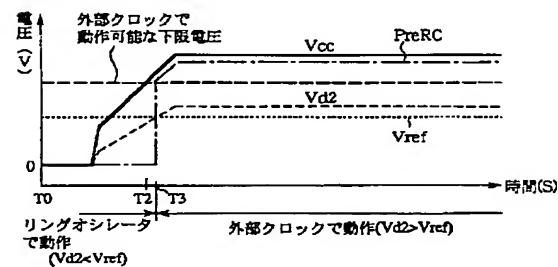 電圧(V)
外部クロックで
動作可能な下限電圧
Vcc
PreRC
Vd2
Vref
0
T0
T2
T3
時間(S)
リングオシレータ
で動作
(Vd2<Vref)
外部クロックで動作(Vd2>Vref)